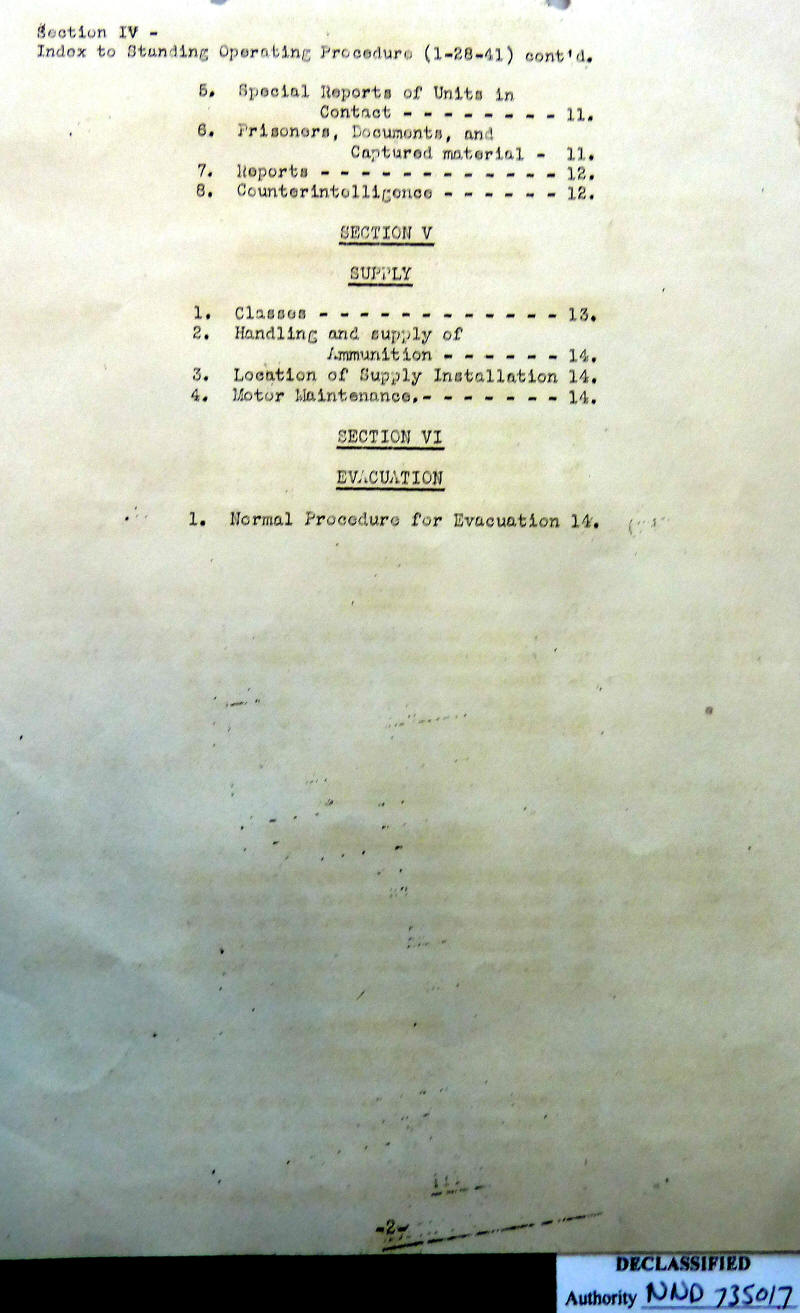 Section IV -
Index to Standing Operating Procedure (1-28-41) cont'd.
5. Special Reports of Units in
Contact - - - - - - - - 11.
6. Prisoners, Documents, and
Captured material - 11.
7. Reports - - - - - - - - - - - - 12.
8. Counterintelligence - - - - - - 12.
SECTION V
SUPPLY
1. Classes - - - - - - - - - - - - 13.
2. Handling and supply of
Ammunition - - - - - - 14.
3. Location of Supply Installation 14.
4. Motor Maintenance.- - - - - - - 14.
SECTION VI
EVACUATION
1. Normal Procedure for Evacuation 14.
-2-
DECLASSIFIED
Authority NND 735017